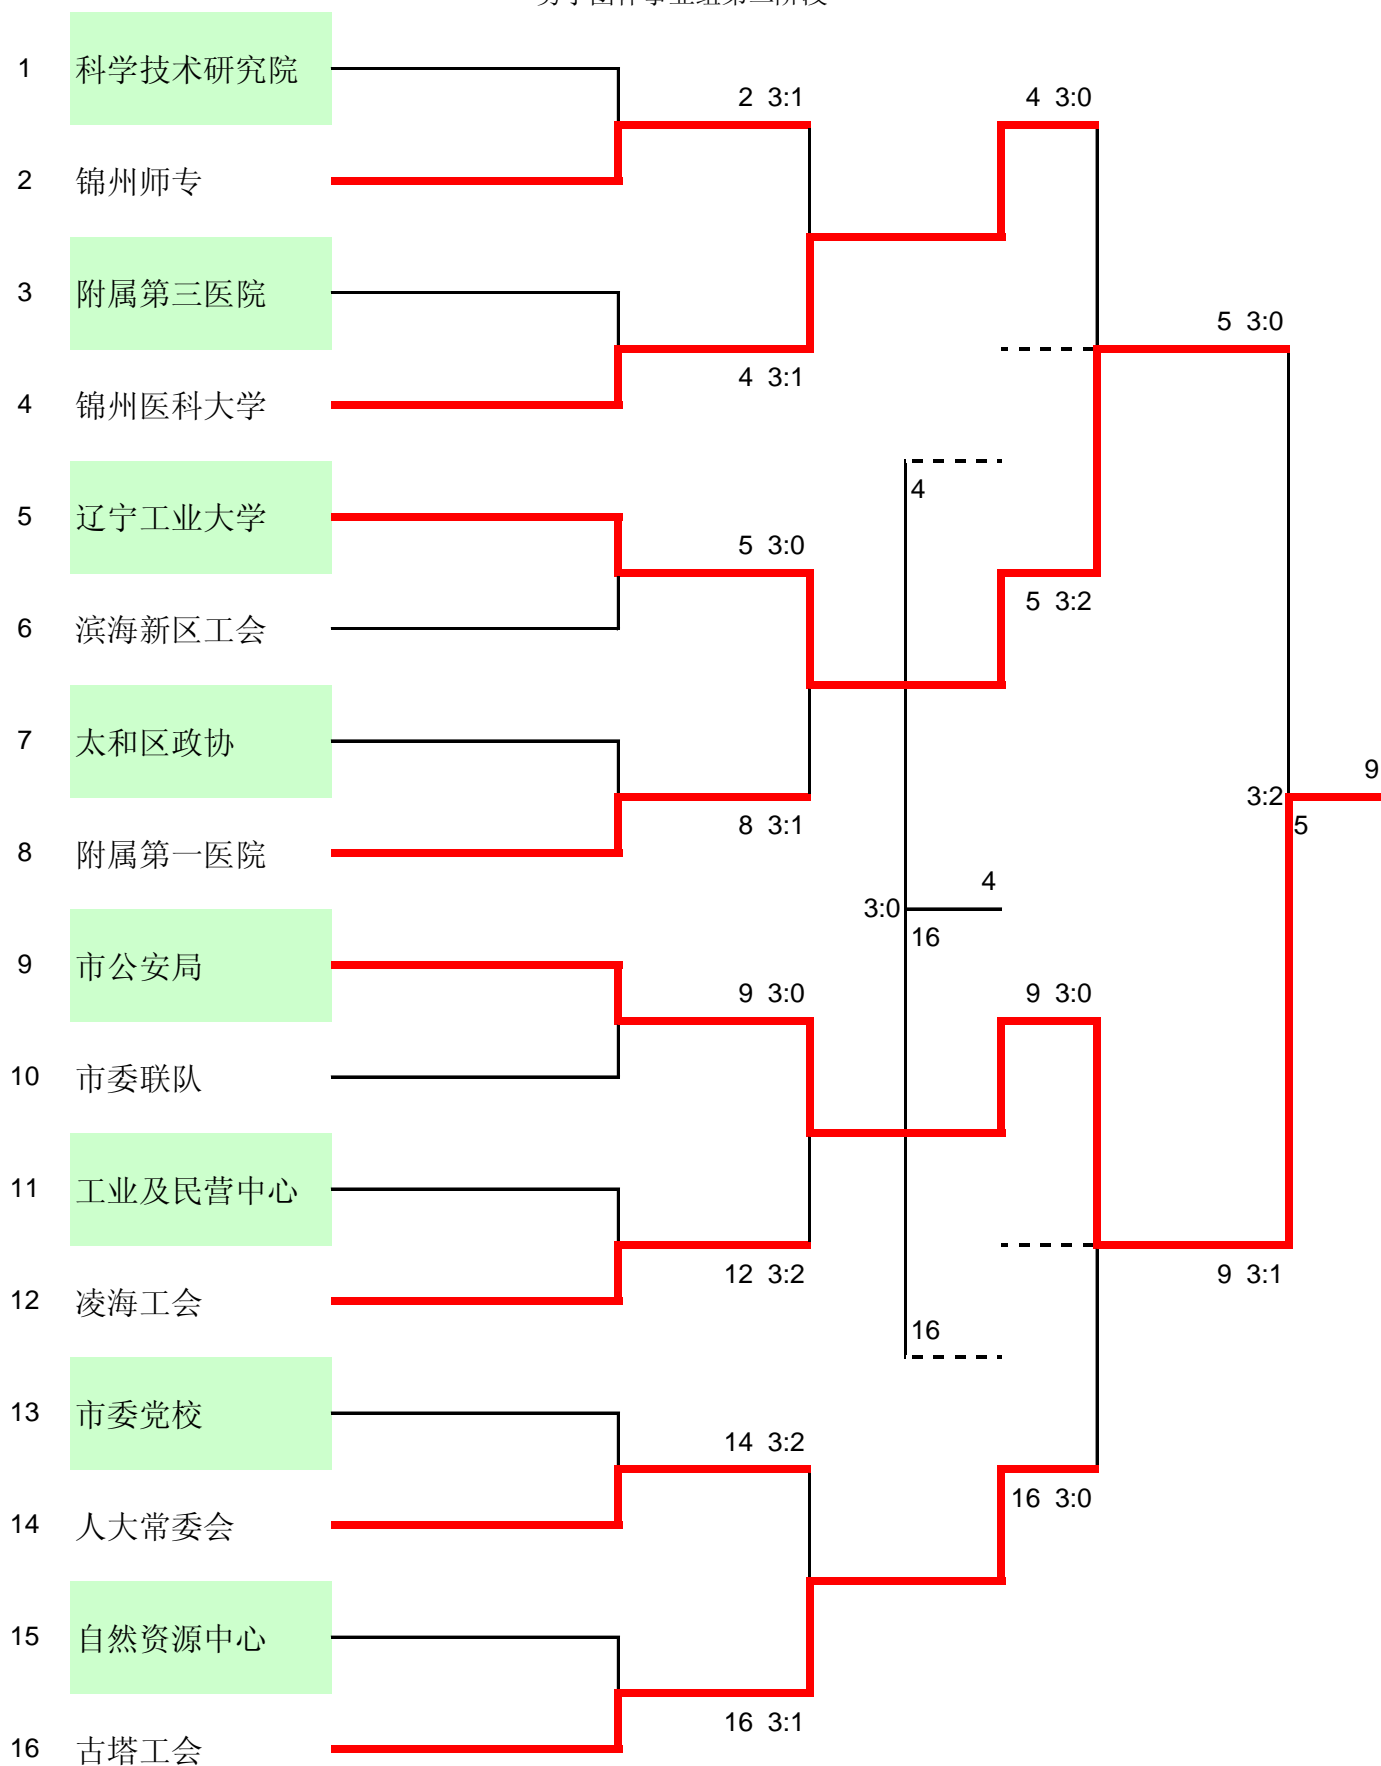 1 科学技术研究院
2 3:1
4 3:0
2 锦州师专
3 附属第三医院
5 3:0
4 3:1
4 锦州医科大学
4
5 辽宁工业大学
5 3:0
5 3:2
6 滨海新区工会
7 太和区政协
9
3:2
5
8 3:1
8 附属第一医院
4
3:0
16
9 市公安局
9 3:0
9 3:0
10 市委联队
11 工业及民营中心
12 3:2
9 3:1
12 凌海工会
16
13 市委党校
14 3:2
16 3:0
14 人大常委会
15 自然资源中心
16 3:1
16 古塔工会